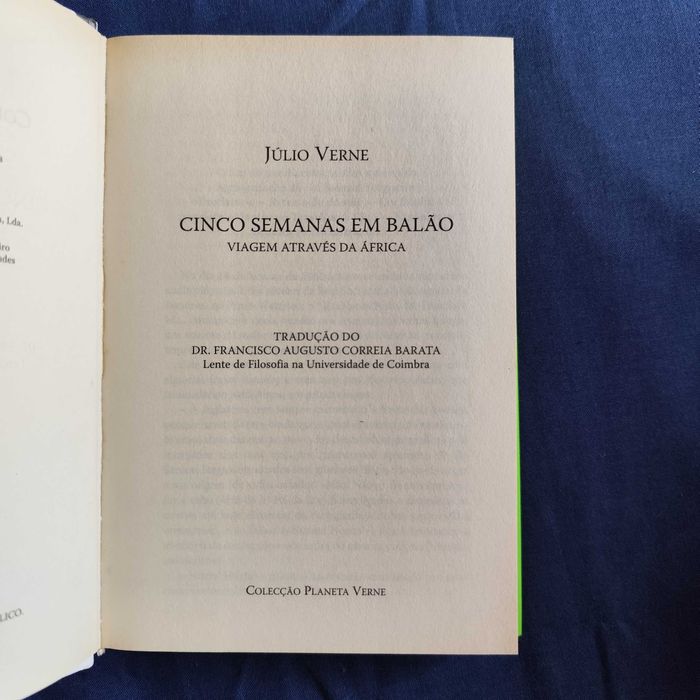 , Lda.
JÚLIO VERNE
CINCO SEMANAS EM BALÃO
VIAGEM ATRAVÉS DA ÁFRICA
TRADUÇÃO DO
DR. FRANCISCO AUGUSTO CORREIA BARATA
Lente de Filosofia na Universidade de Coimbra
COLECÇÃO PLANETA VERNE